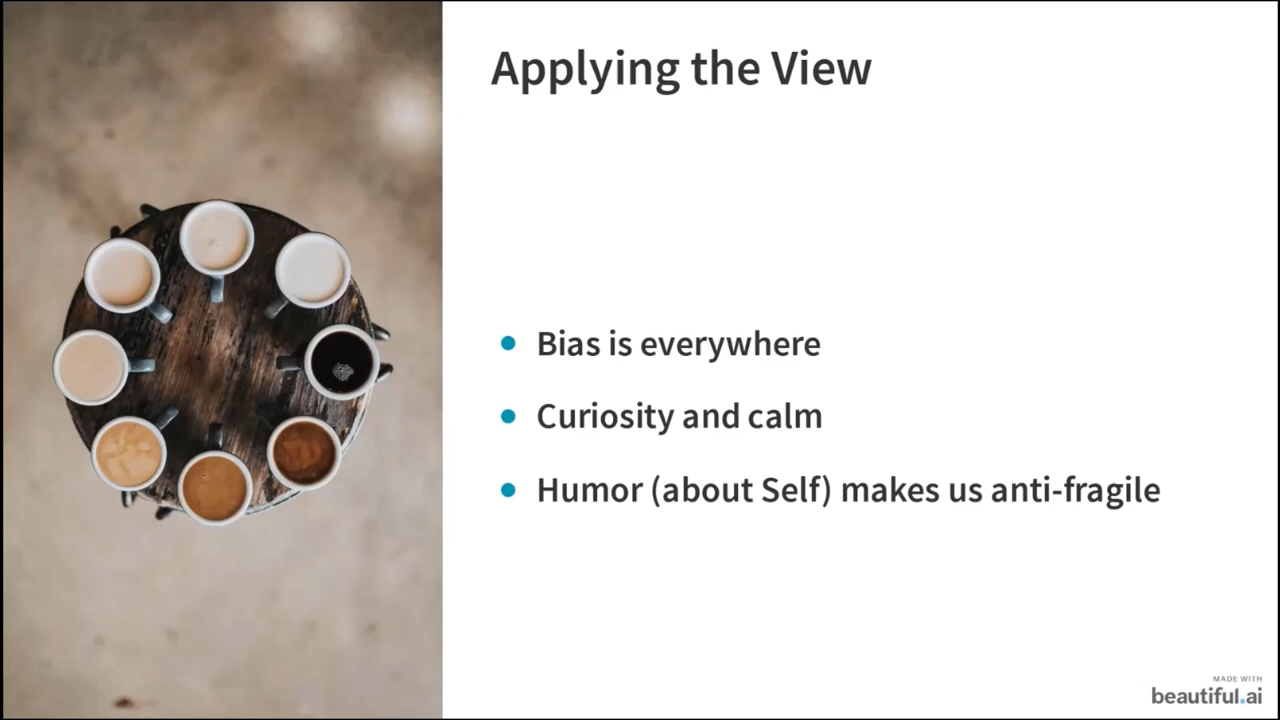 Applying the View
Bias is everywhere
Curiosity and calm
Humor (about Self) makes us anti-fragile
MADE WITH
beautiful.ai